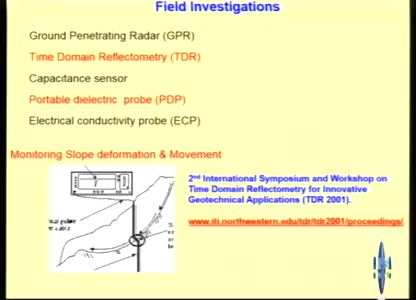 Field Investigations
Ground Penetrating Radar (GPR)
Time Domain Reflectometry (TDR)
Capacitance sensor
Portable dielectric probe (PDP)
Electrical conductivity probe (ECP)
Monitoring Slope deformation & Movement
2nd International Symposium and Workshop on
Time Domain Reflectometry for Innovative
Geotechnical Applications (TDR 2001).
www.iti.northwestern.edu/tdr/tdr2001/proceedings/